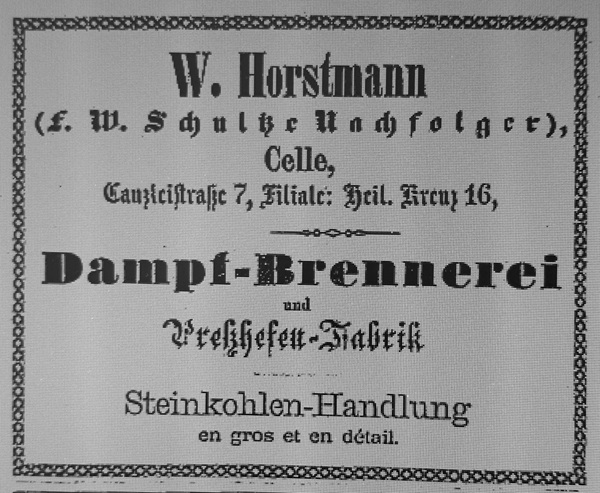 W. Horstmann
(F. W. Schultze Nachfolger),
Celle,
Canzleistraße 7, Filiale: Heil. Kreuz 16,
Dampf-Brennerei
und
Preßhefen-Fabrik
Steinkohlen-Handlung
en gros et en détail.